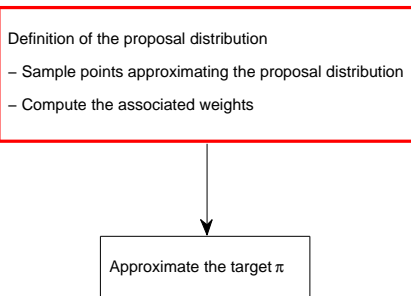 Definition of the proposal distribution
– Sample points approximating the proposal distribution
– Compute the associated weights
Approximate the target π